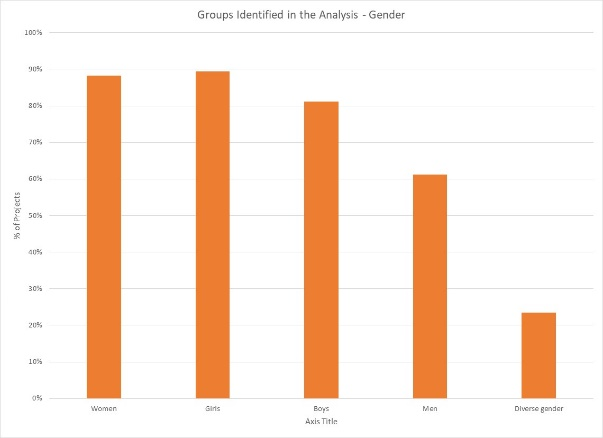 Groups Identified in the Analysis - Gender
100%
90%
80%
70%
60%
50%
40%
30%
20%
10%
0%
% of Projects
Women Girls Boys Men Diverse gender
Axis Title